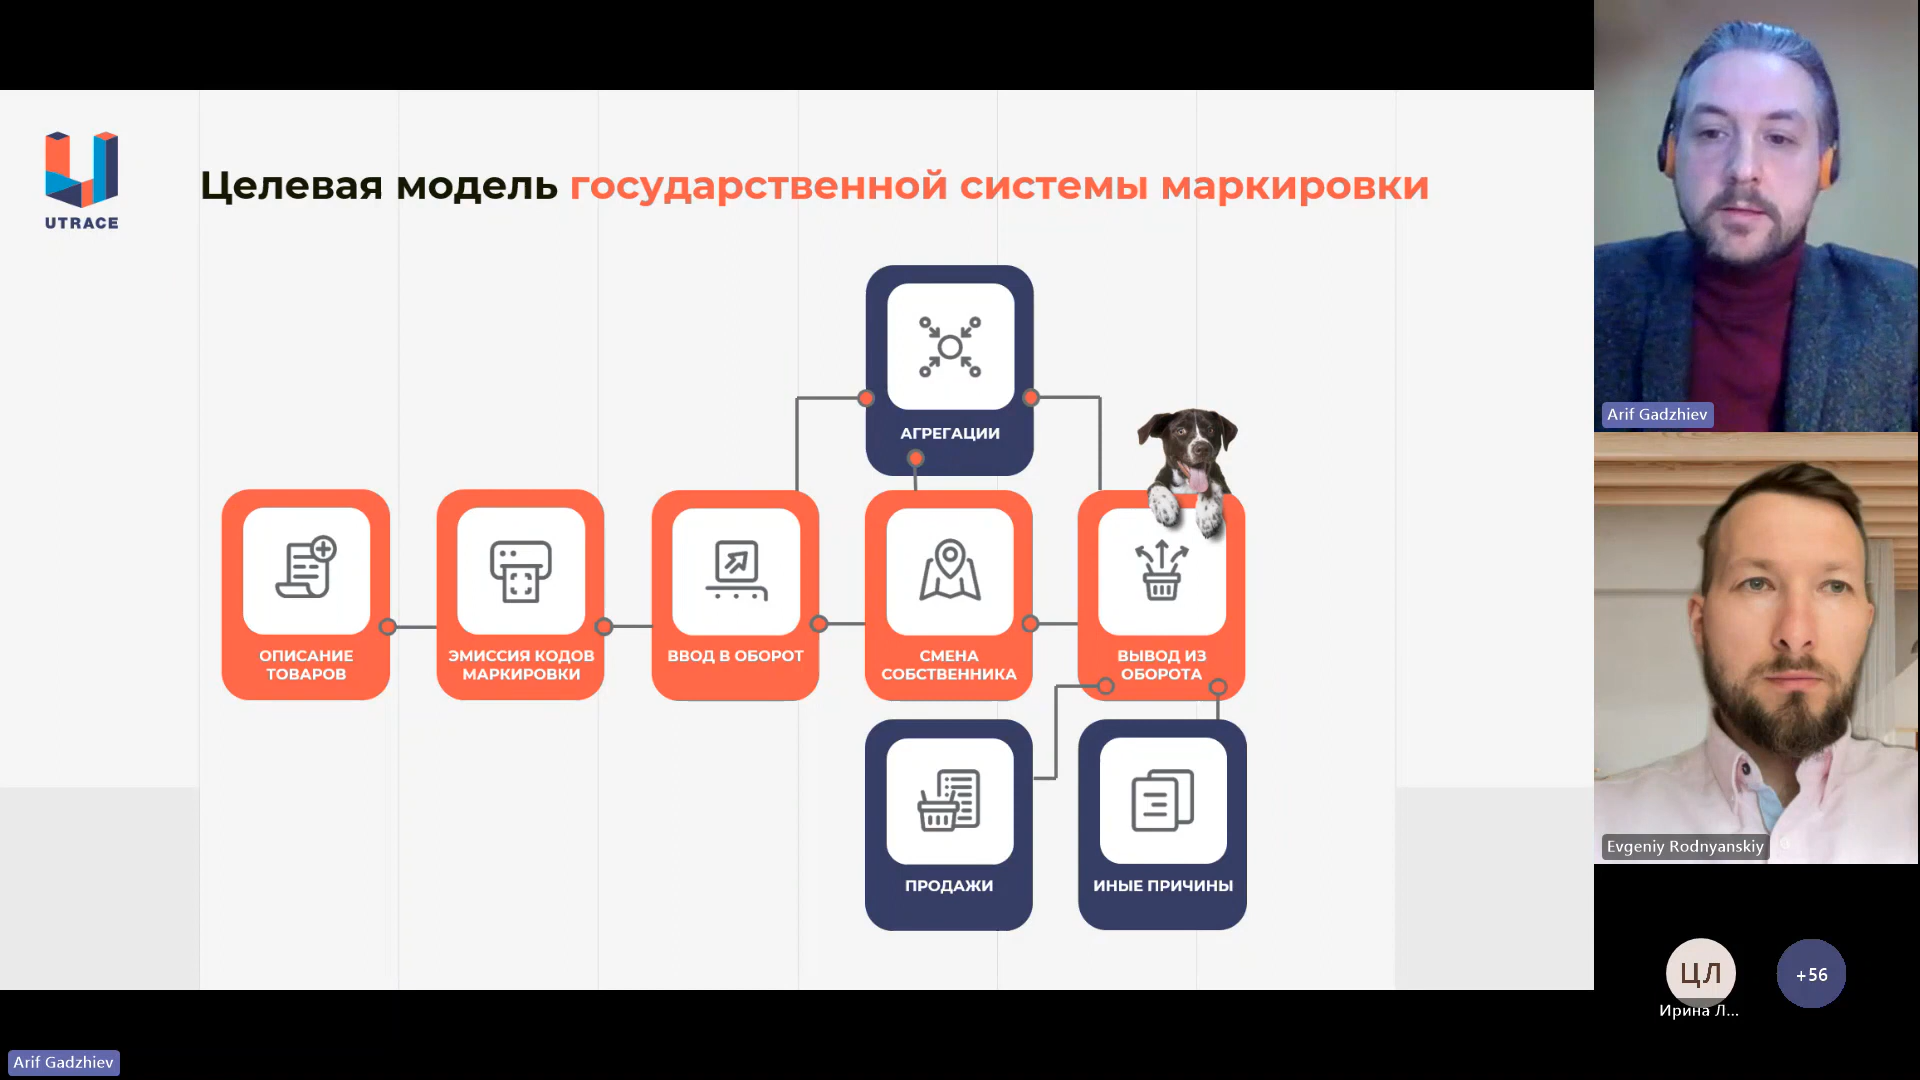 UTRACE
Целевая модель государственной системы маркировки
АГРЕГАЦИИ
ОПИСАНИЕ
ТОВАРОВ
ЭМИССИЯ КОДОВ
МАРКИРОВКИ
ВВОД В ОБОРОТ
СМЕНА
СОБСТВЕННИКА
ВЫВОД ИЗ
ОБОРОТА
ПРОДАЖИ
ИНЫЕ ПРИЧИНЫ
Arif Gadzhiev
Evgeniy Rodnyanskiy
ЦЛ
Ирина Л...
+56
Arif Gadzhiev